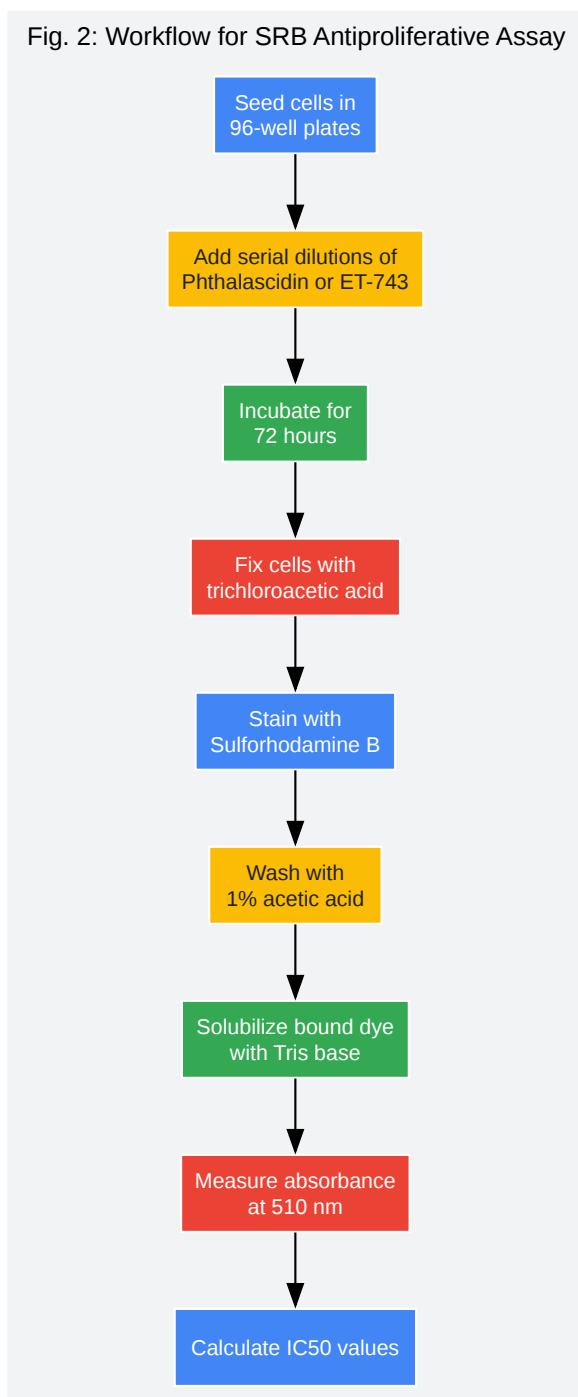 Fig. 2: Workflow for SRB Antiproliferative Assay
Seed cells in
96-well plates
Add serial dilutions of
Phthalascidin or ET-743
Incubate for
72 hours
Fix cells with
trichloroacetic acid
Stain with
Sulforhodamine B
Wash with
1% acetic acid
Solubilize bound dye
with Tris base
Measure absorbance
at 510 nm
Calculate IC50 values